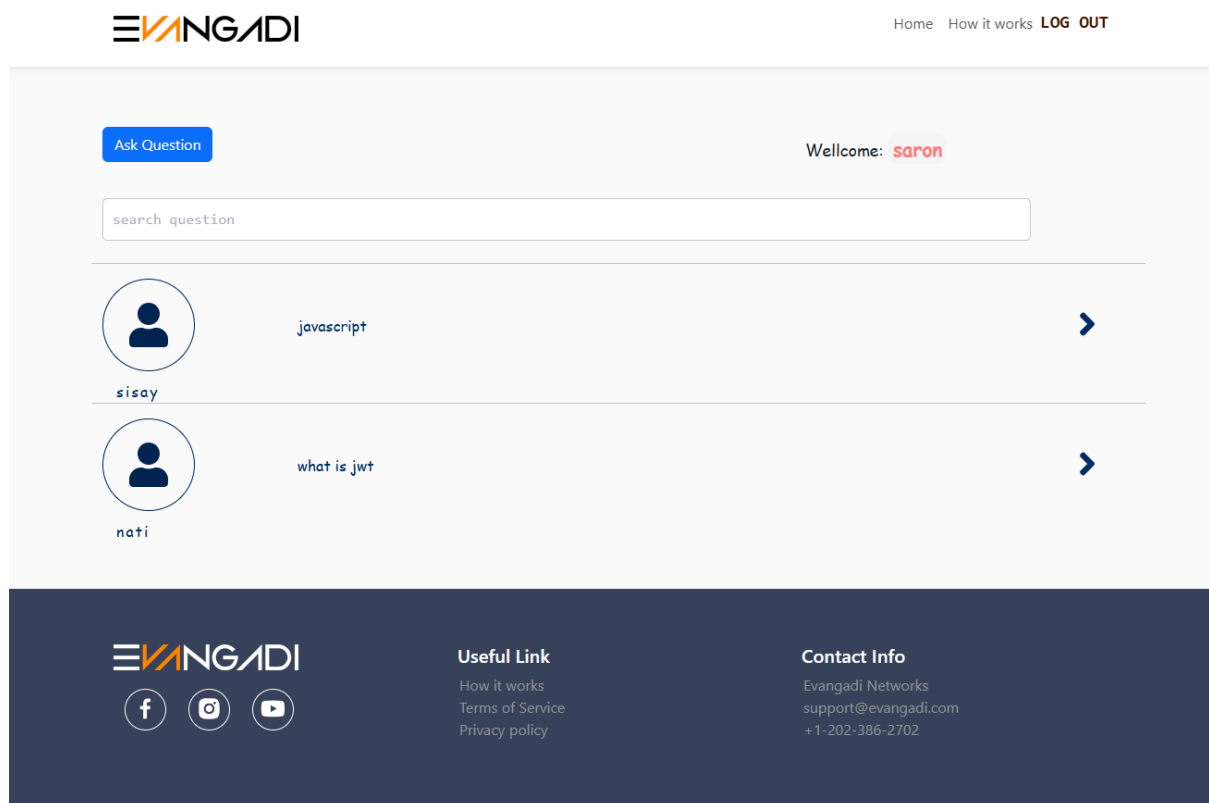 EVANGADI
Home How it works LOG OUT
Ask Question
Wellcome: saron
search question
javascript
sisay
what is jwt
nati
EVANGADI
Useful Link
How it works
Terms of Service
Privacy policy
Contact Info
Evangadi Networks
support@evangadi.com
+1-202-386-2702